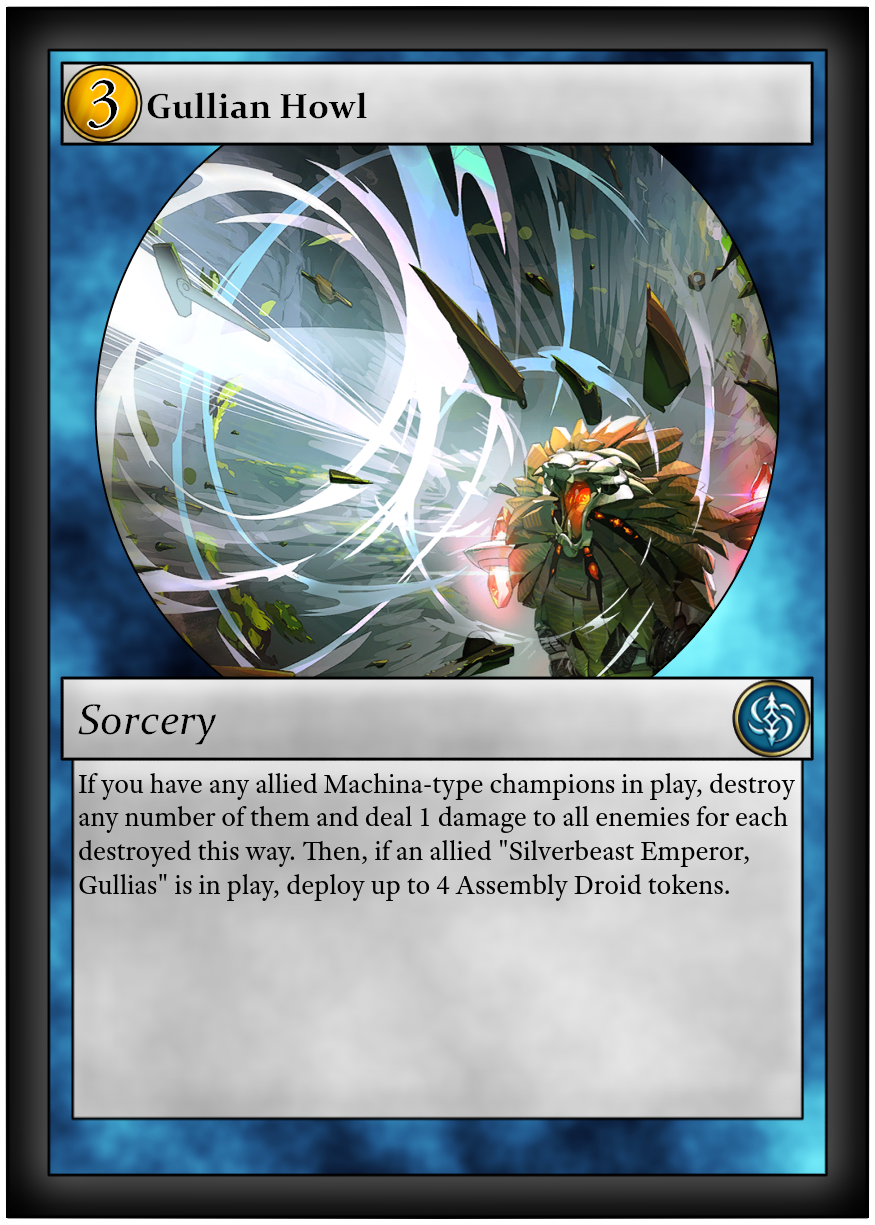 3
Gullian Howl
Sorcery
If you have any allied Machina-type champions in play, destroy
any number of them and deal 1 damage to all enemies for each
destroyed this way. Then, if an allied "Silverbeast Emperor,
Gullias" is in play, deploy up to 4 Assembly Droid tokens.